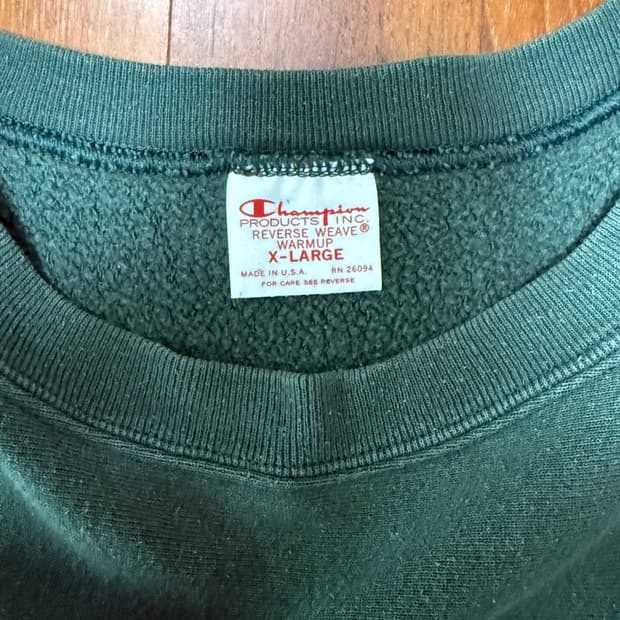 Champion
PRODUCTS INC.
REVERSE WEAVE®
WARMUP
X-LARGE
MADE IN U.S.A. RN 26094
FOR CARE SEE REVERSE